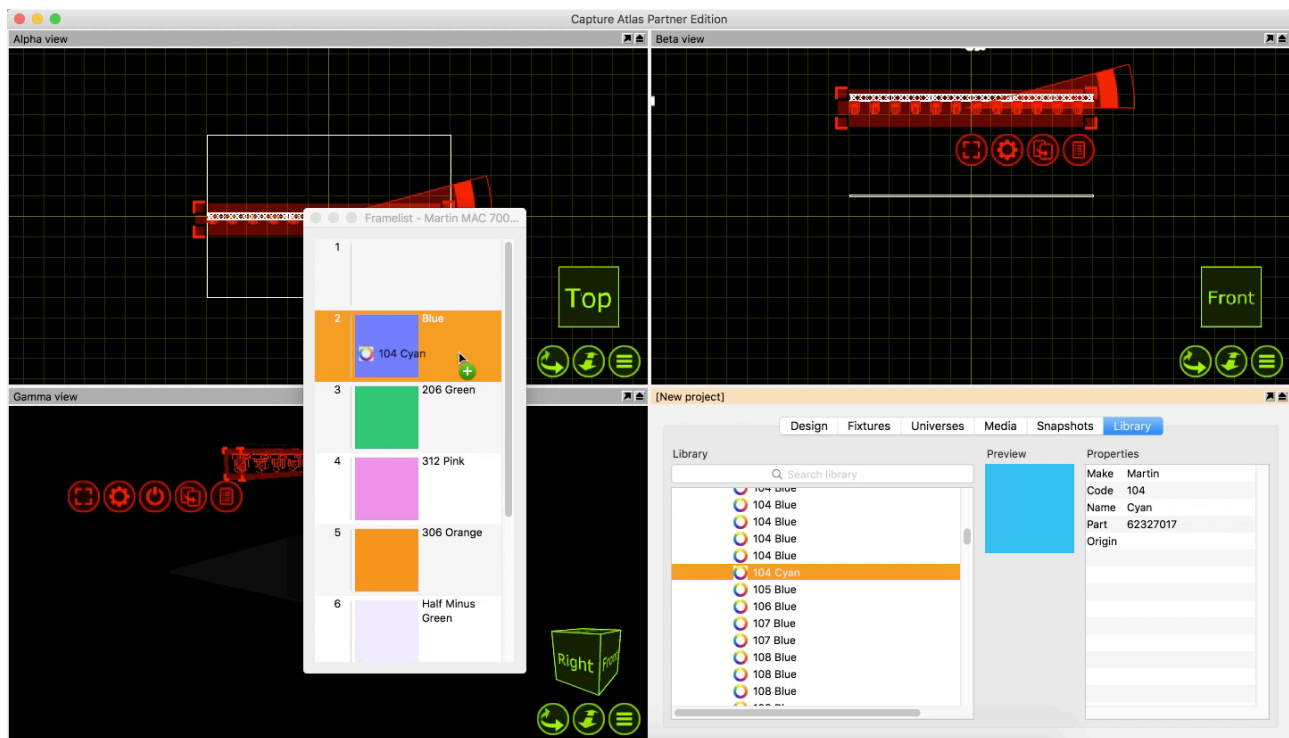 Capture Atlas Partner Edition
Alpha view
Beta view
Top
Front
Framelist - Martin MAC 700...
1
2 Blue
104 Cyan
3 206 Green
4 312 Pink
5 306 Orange
6 Half Minus
Green
Gamma view
Right Front
[New project]
Design Fixtures Universes Media Snapshots Library
Library
Search library
104 Blue
104 Blue
104 Blue
104 Blue
104 Blue
104 Cyan
105 Blue
106 Blue
107 Blue
107 Blue
108 Blue
108 Blue
108 Blue
Preview
Properties
Make Martin
Code 104
Name Cyan
Part 62327017
Origin